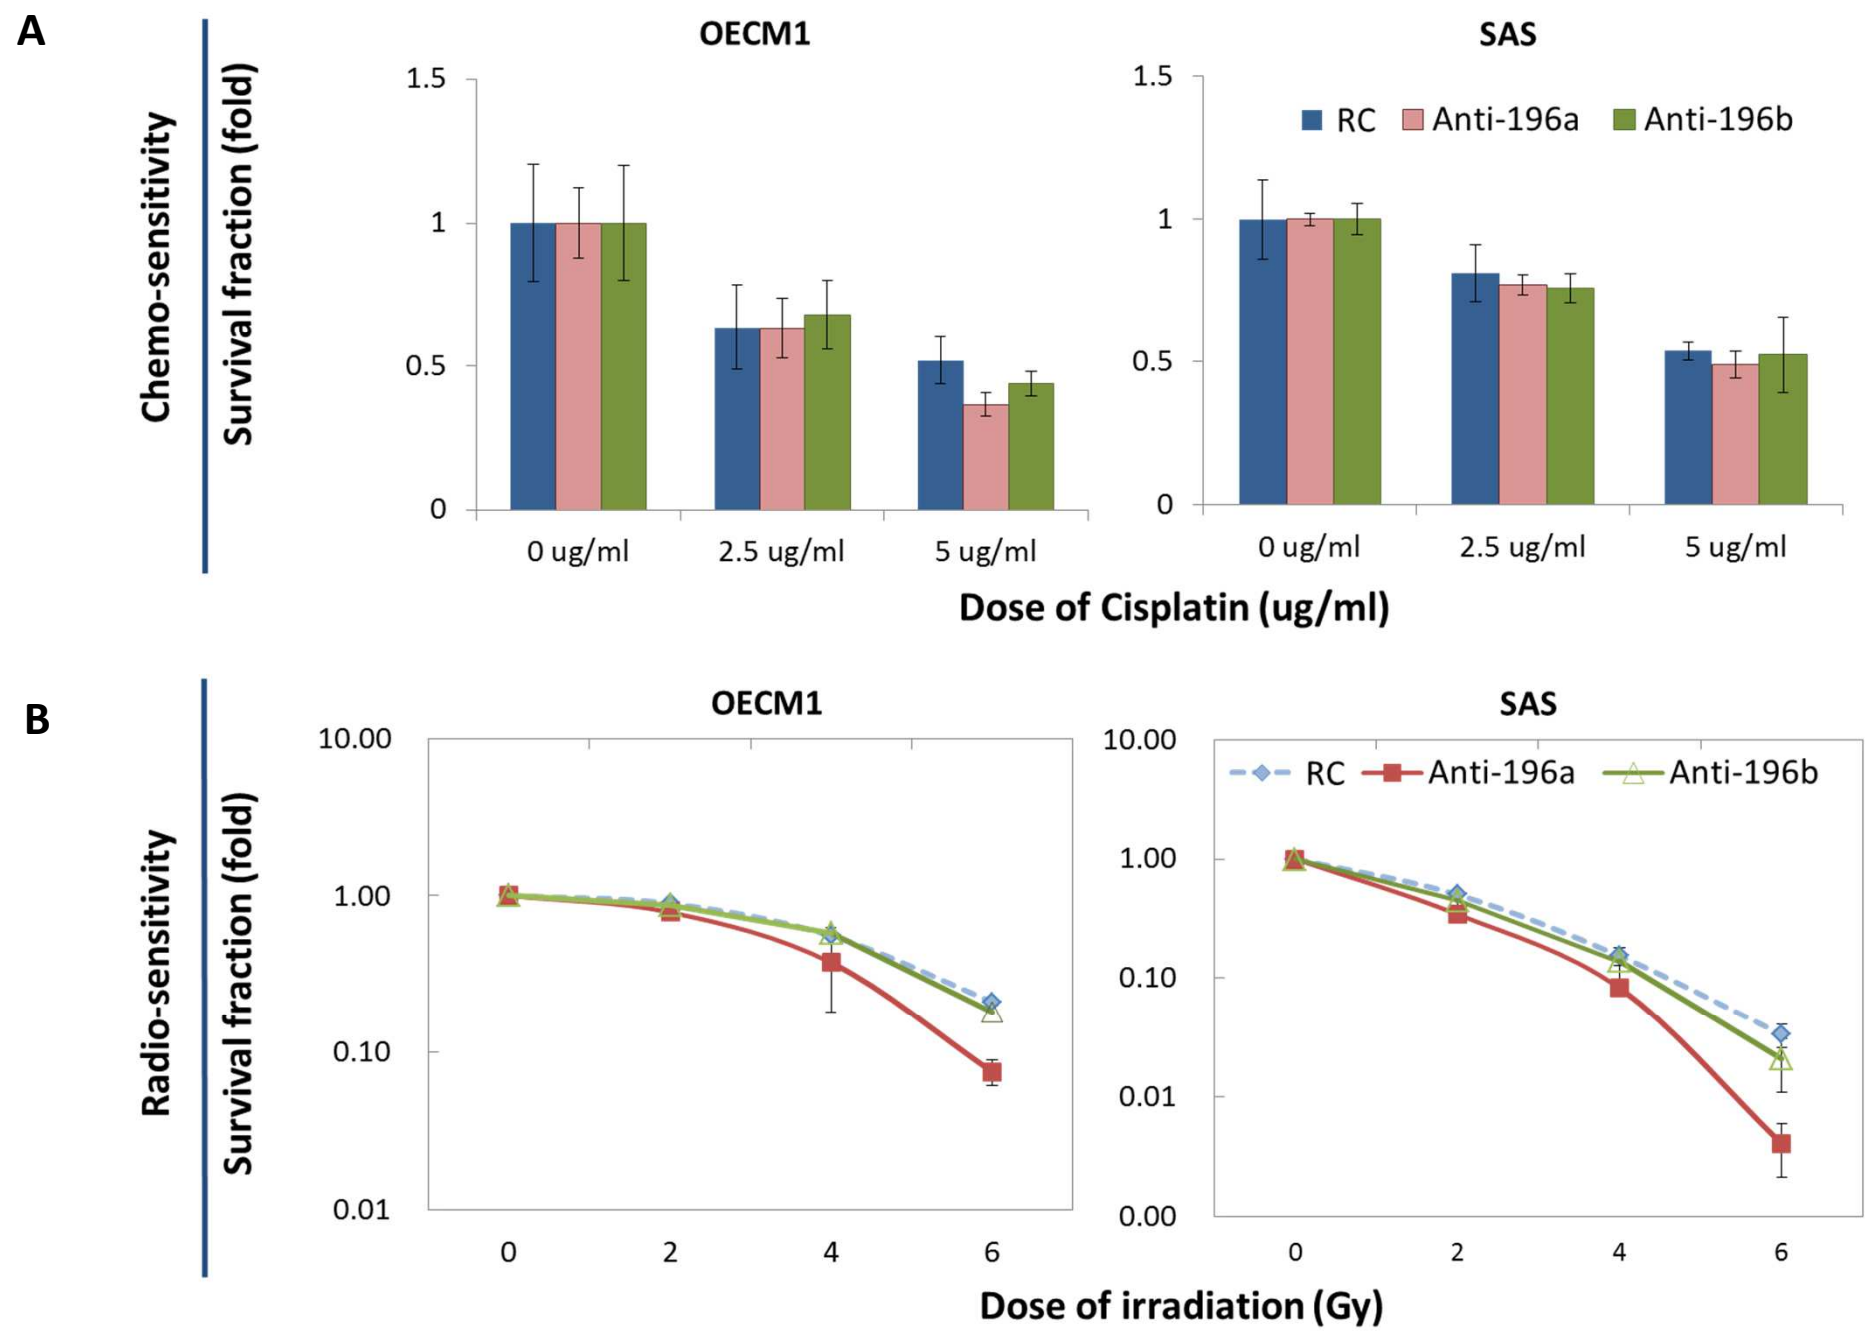 A
Chemo-sensitivity
Survival fraction (fold)
OECM1
1.5
1
0.5
0
0 ug/ml 2.5 ug/ml 5 ug/ml
SAS
1.5
RC Anti-196a Anti-196b
1
0.5
0
0 ug/ml 2.5 ug/ml 5 ug/ml
Dose of Cisplatin (ug/ml)
B
Radio-sensitivity
Survival fraction (fold)
OECM1
10.00
1.00
0.10
0.01
0 2 4 6
SAS
10.00
RC Anti-196a Anti-196b
1.00
0.10
0.01
0.00
0 2 4 6
Dose of irradiation (Gy)